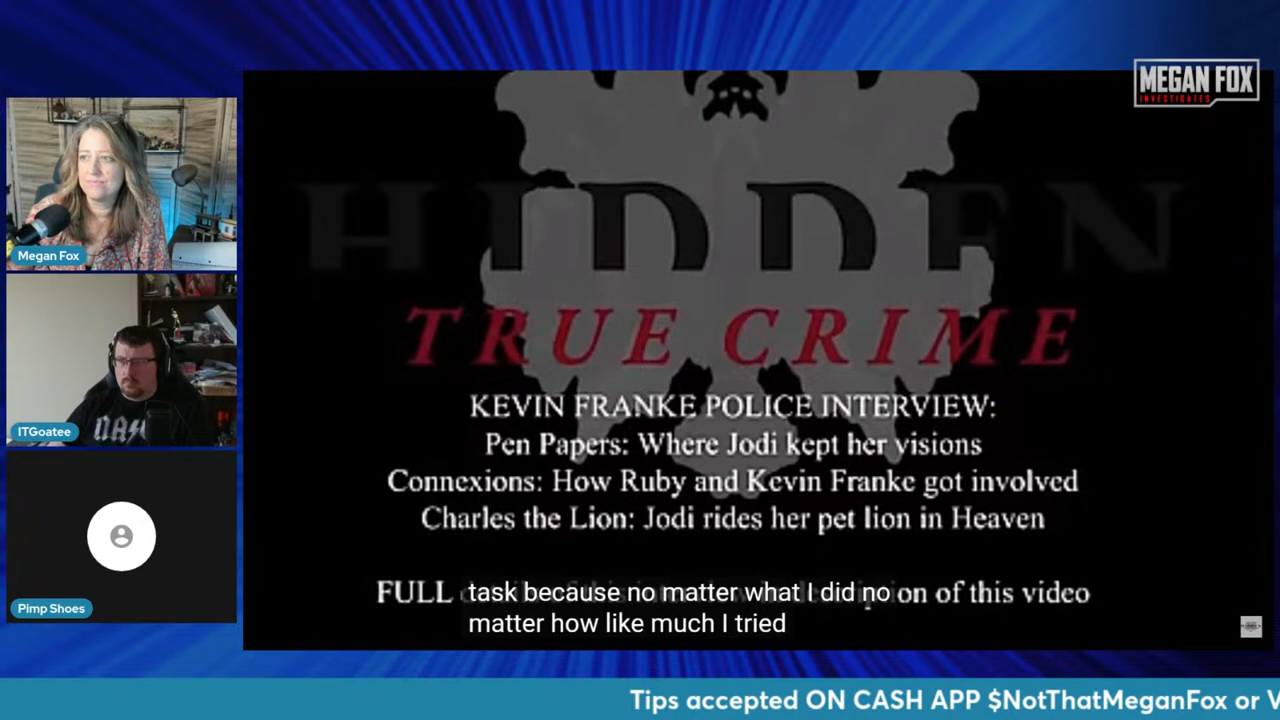 MEGAN FOX
INVESTIGATES
Megan Fox
ITGoatee
Pimp Shoes
HIDDEN
TRUE CRIME
KEVIN FRANKE POLICE INTERVIEW:
Pen Papers: Where Jodi kept her visions
Connexions: How Ruby and Kevin Franke got involved
Charles the Lion: Jodi rides her pet lion in Heaven
FULL on of this video
task because no matter what I did no
matter how like much I tried
Tips accepted ON CASH APP $NotThatMeganFox or V